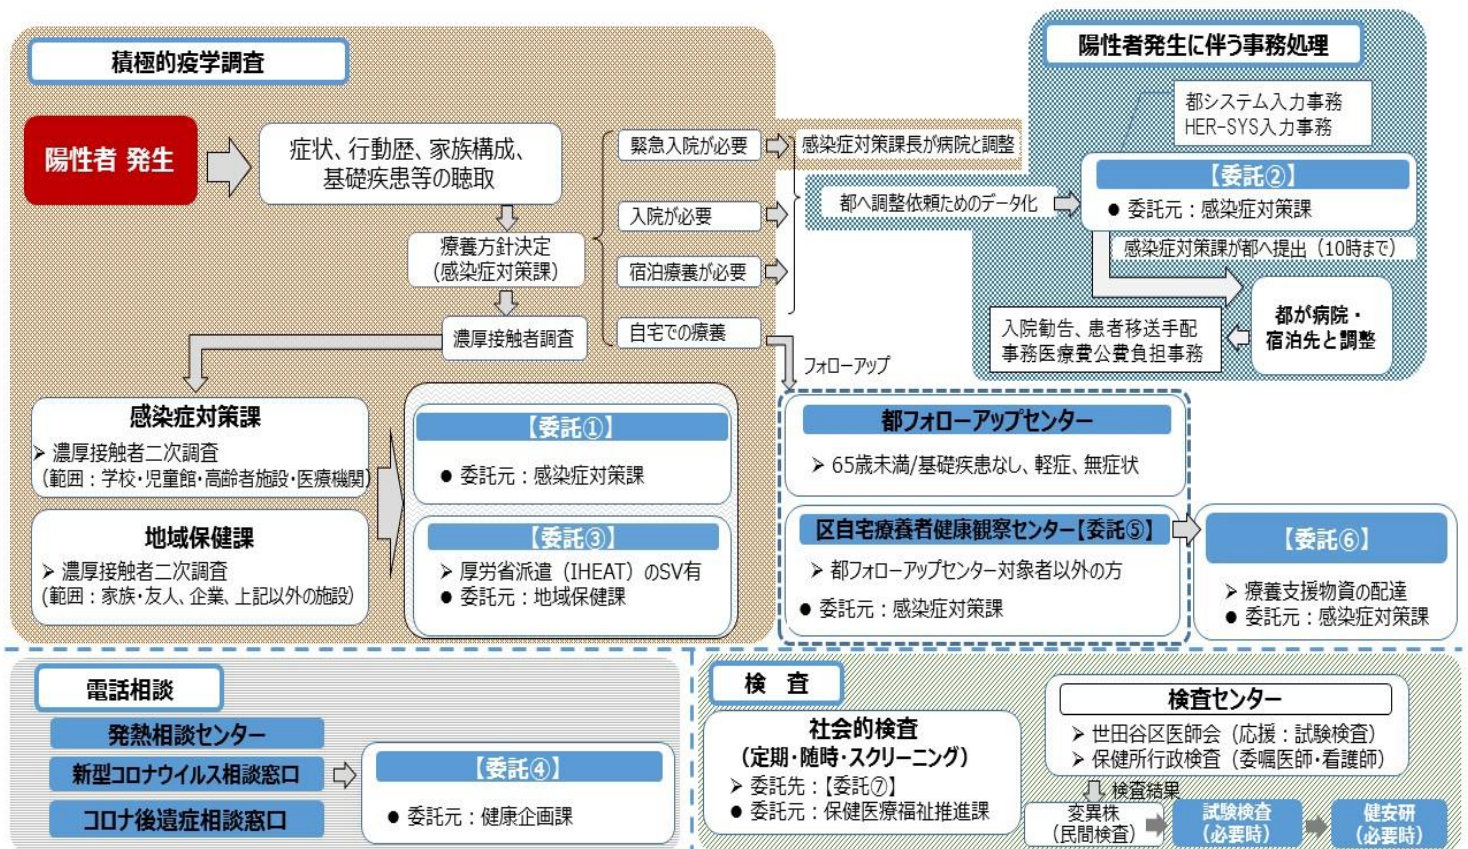 積極的疫学調査
陽性者 発生
症状、行動歴、家族構成、
基礎疾患等の聴取
療養方針決定
(感染症対策課)
濃厚接触者調査
緊急入院が必要
入院が必要
宿泊療養が必要
自宅での療養
感染症対策課長が病院と調整
都へ調整依頼ためのデータ化
フォローアップ
陽性者発生に伴う事務処理
都システム入力事務
HER-SYS入力事務
【委託②】
● 委託元：感染症対策課
感染症対策課が都へ提出（10時まで）
都が病院・
宿泊先と調整
入院勧告、患者移送手配
事務医療費公費負担事務
感染症対策課
➢ 濃厚接触者二次調査
（範囲：学校・児童館・高齢者施設・医療機関）
地域保健課
➢ 濃厚接触者二次調査
（範囲：家族・友人、企業、上記以外の施設）
【委託①】
● 委託元：感染症対策課
【委託③】
➢ 厚労省派遣（IHEAT）のSV有
● 委託元：地域保健課
都フォローアップセンター
➢ 65歳未満/基礎疾患なし、軽症、無症状
区自宅療養者健康観察センター【委託⑤】
➢ 都フォローアップセンター対象者以外の方
● 委託元：感染症対策課
【委託⑥】
➢ 療養支援物資の配達
● 委託元：感染症対策課
電話相談
発熱相談センター
新型コロナウイルス相談窓口
コロナ後遺症相談窓口
【委託④】
● 委託元：健康企画課
検 査
社会的検査
(定期・随時・スクリーニング)
➢ 委託先：【委託⑦】
● 委託元：保健医療福祉推進課
検査センター
➢ 世田谷区医師会（応援：試験検査）
➢ 保健所行政検査（委嘱医師・看護師）
検査結果
変異株
(民間検査)
試験検査
(必要時)
健安研
(必要時)